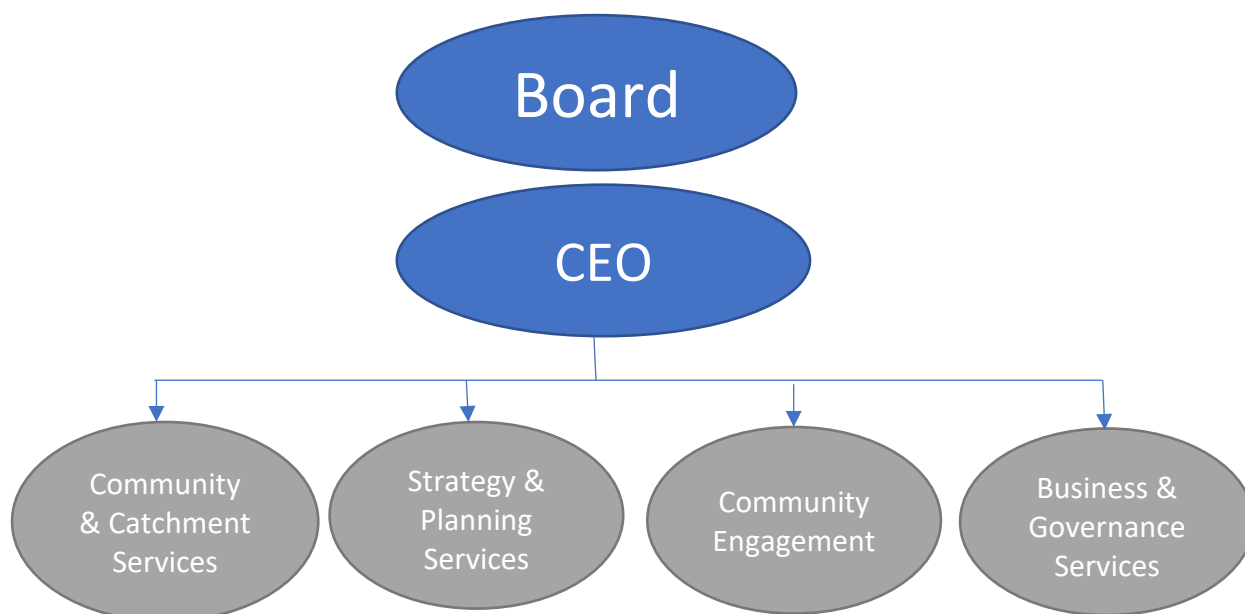 Board
CEO
Community
& Catchment
Services
Strategy &
Planning
Services
Community
Engagement
Business &
Governance
Services